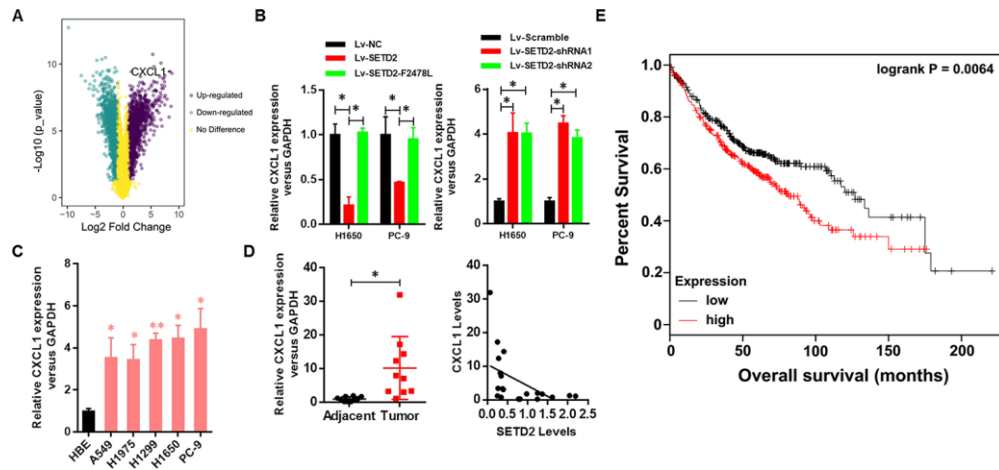 A
-Log10 (p_value)
10
5
0
CXCL1
Up-regulated
Down-regulated
No Difference
-10
-5
0
5
10
Log2 Fold Change
B
Lv-NC
Lv-SETD2
Lv-SETD2-F2478L
Relative CXCL1 expression
versus GAPDH
1.5
1.0
0.5
0.0
* * * *
H1650
PC-9
Lv-Scramble
Lv-SETD2-shRNA1
Lv-SETD2-shRNA2
Relative CXCL1 expression
versus GAPDH
6
4
2
0
* * * *
H1650
PC-9
C
Relative CXCL1 expression
versus GAPDH
8
6
4
2
0
* * ** * *
HBE
A549
H1975
H1299
H1650
PC-9
D
Relative CXCL1 expression
versus GAPDH
40
30
20
10
0
*
Adjacent Tumor
CXCL1 Levels
40
30
20
10
0
0.0 0.5 1.0 1.5 2.0 2.5
SETD2 Levels
E
Percent Survival
1.0
0.8
0.6
0.4
0.2
0
logrank P = 0.0064
Expression
low
high
0 50 100 150 200
Overall survival (months)